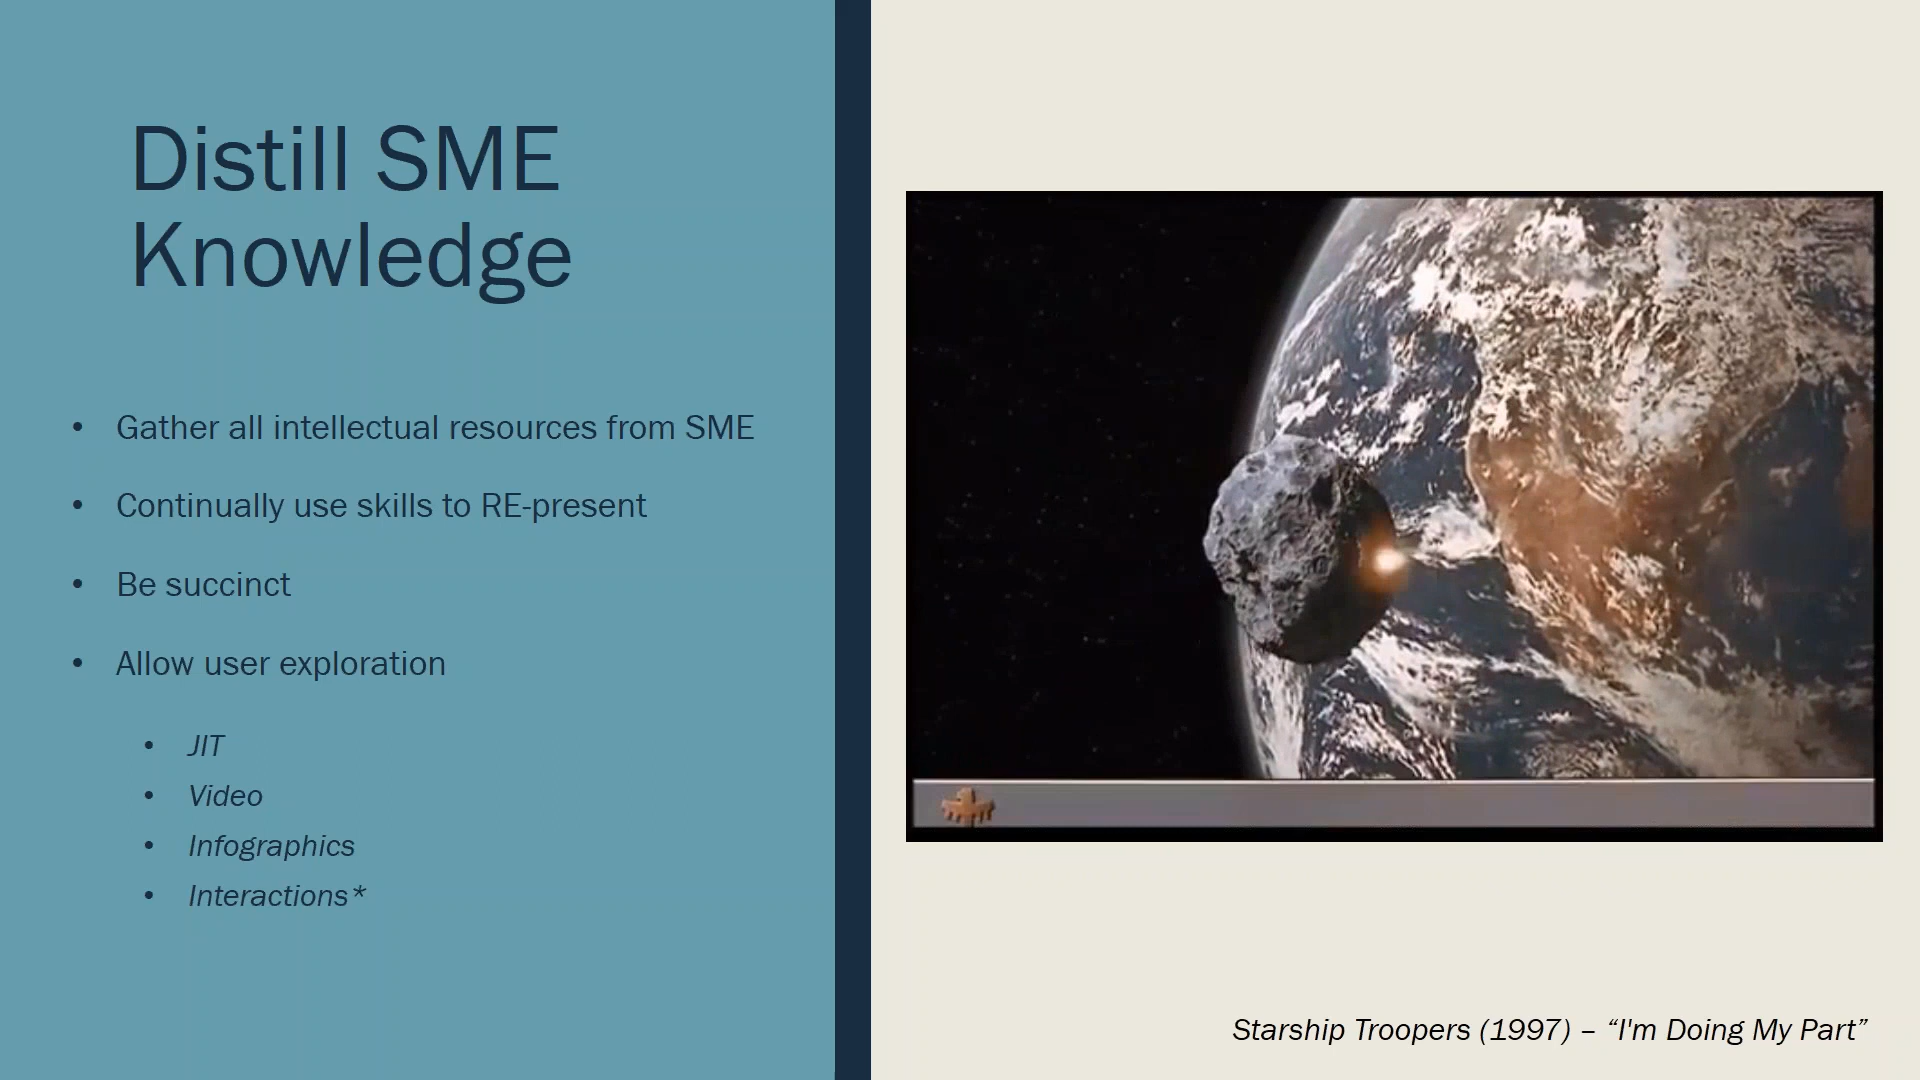 Distill SME
Knowledge
• Gather all intellectual resources from SME
• Continually use skills to RE-present
• Be succinct
• Allow user exploration
• JIT
• Video
• Infographics
• Interactions*
Starship Troopers (1997) – “I'm Doing My Part”